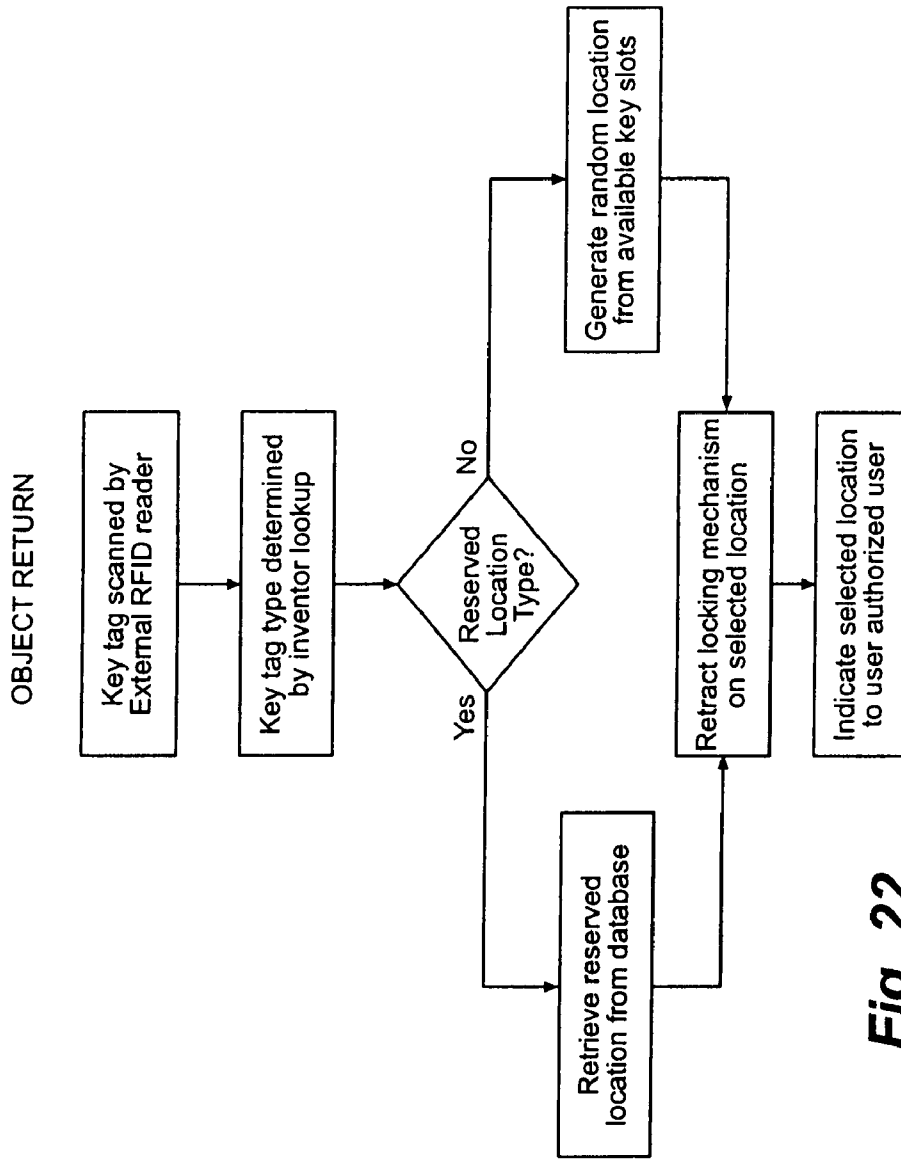 OBJECT RETURN
Key tag scanned by
External RFID reader
Key tag type determined
by inventor lookup
Reserved
Location
Type?
Yes
No
Retrieve reserved
location from database
Generate random location
from available key slots
Retract locking mechanism
on selected location
Indicate selected location
to user authorized user
Fig. 22